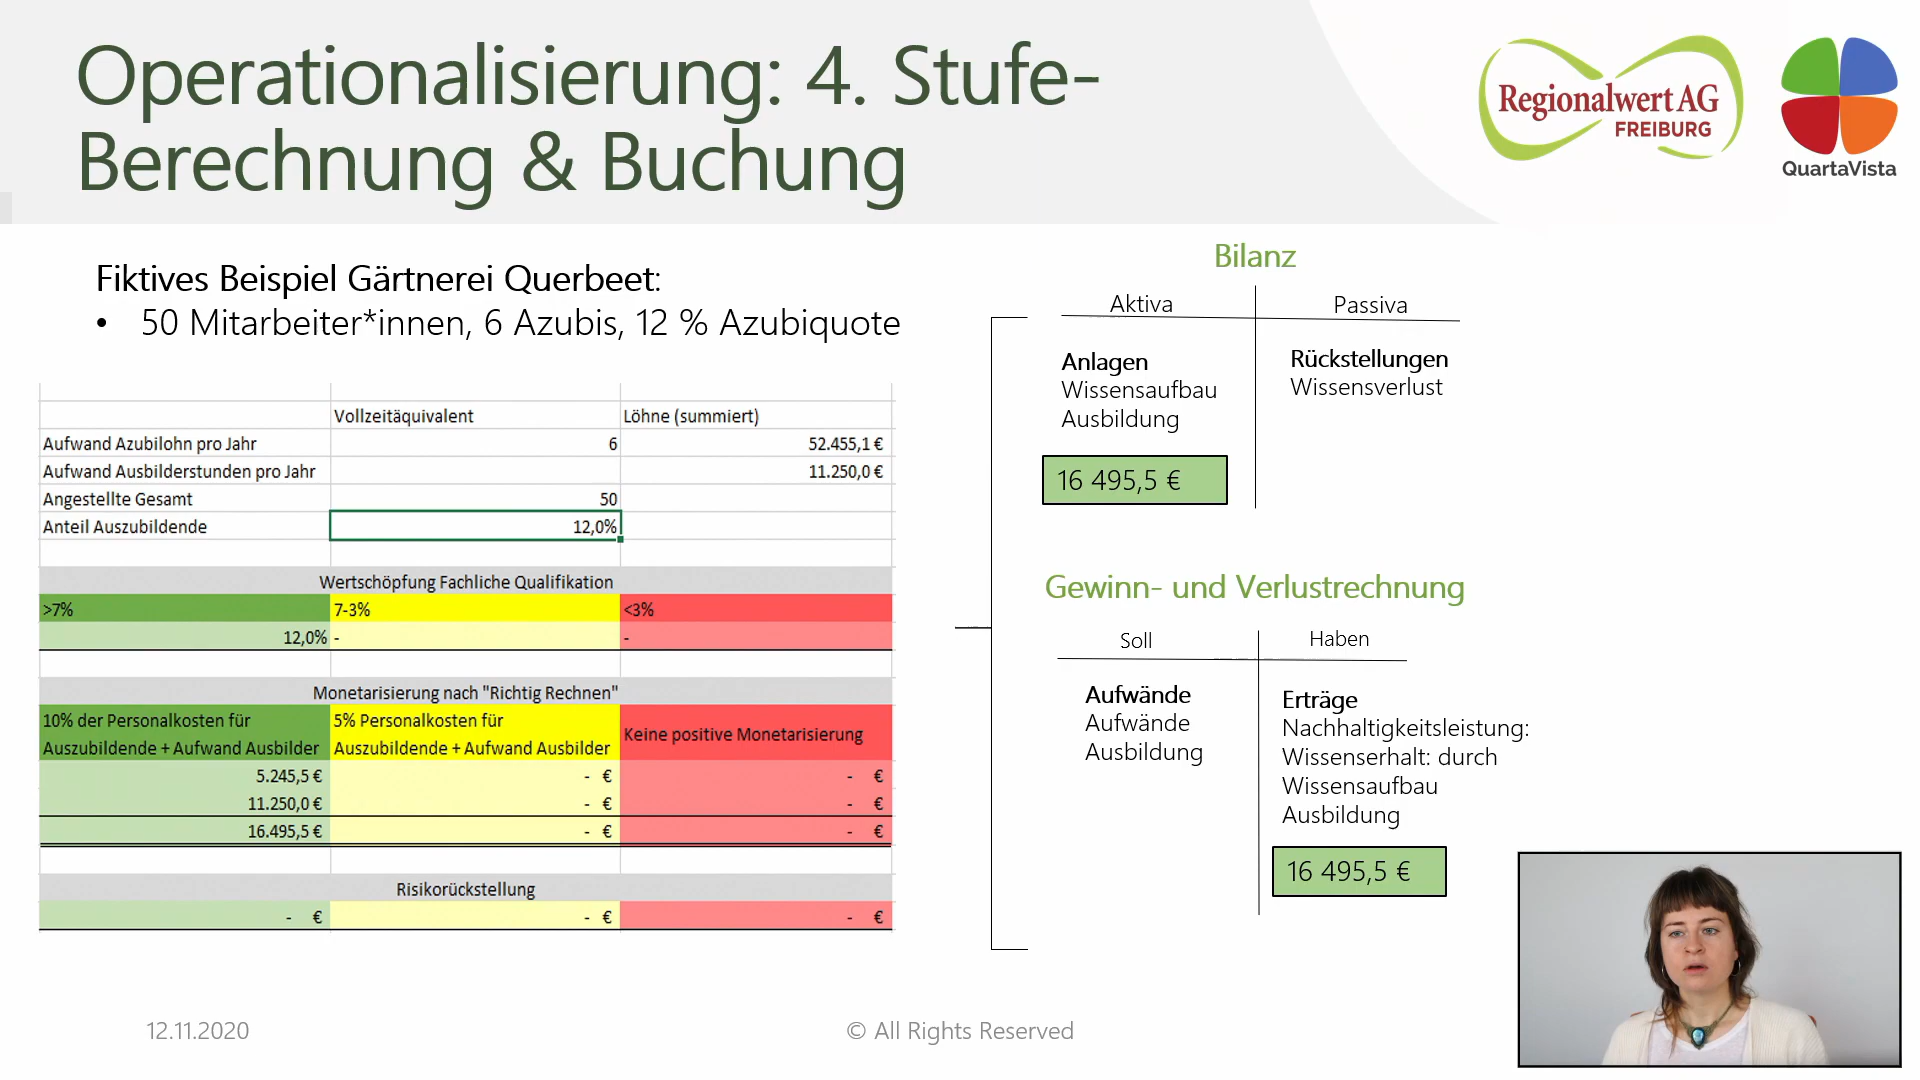 Operationalisierung: 4. Stufe-
Berechnung & Buchung
Regionalwert AG
FREIBURG
QuartaVista
Fiktives Beispiel Gärtnerei Querbeet:
• 50 Mitarbeiter*innen, 6 Azubis, 12 % Azubiquote
Vollzeitäquivalent Löhne (summiert)
Aufwand Azubilohn pro Jahr 6 52.455,1 €
Aufwand Ausbilderstunden pro Jahr 11.250,0 €
Angestellte Gesamt 50
Anteil Auszubildende 12,0%
Wertschöpfung Fachliche Qualifikation
>7% 7-3% <3%
12,0% - -
Monetarisierung nach "Richtig Rechnen"
10% der Personalkosten für
Auszubildende + Aufwand Ausbilder
5% Personalkosten für
Auszubildende + Aufwand Ausbilder
Keine positive Monetarisierung
5.245,5 € - € - €
11.250,0 € - € - €
16.495,5 € - € - €
Risikorückstellung
- € - € - €
Bilanz
Aktiva Passiva
Anlagen
Wissensaufbau
Ausbildung
16 495,5 €
Rückstellungen
Wissensverlust
Gewinn- und Verlustrechnung
Soll Haben
Aufwände
Aufwände
Ausbildung
Erträge
Nachhaltigkeitsleistung:
Wissenserhalt: durch
Wissensaufbau
Ausbildung
16 495,5 €
12.11.2020
© All Rights Reserved